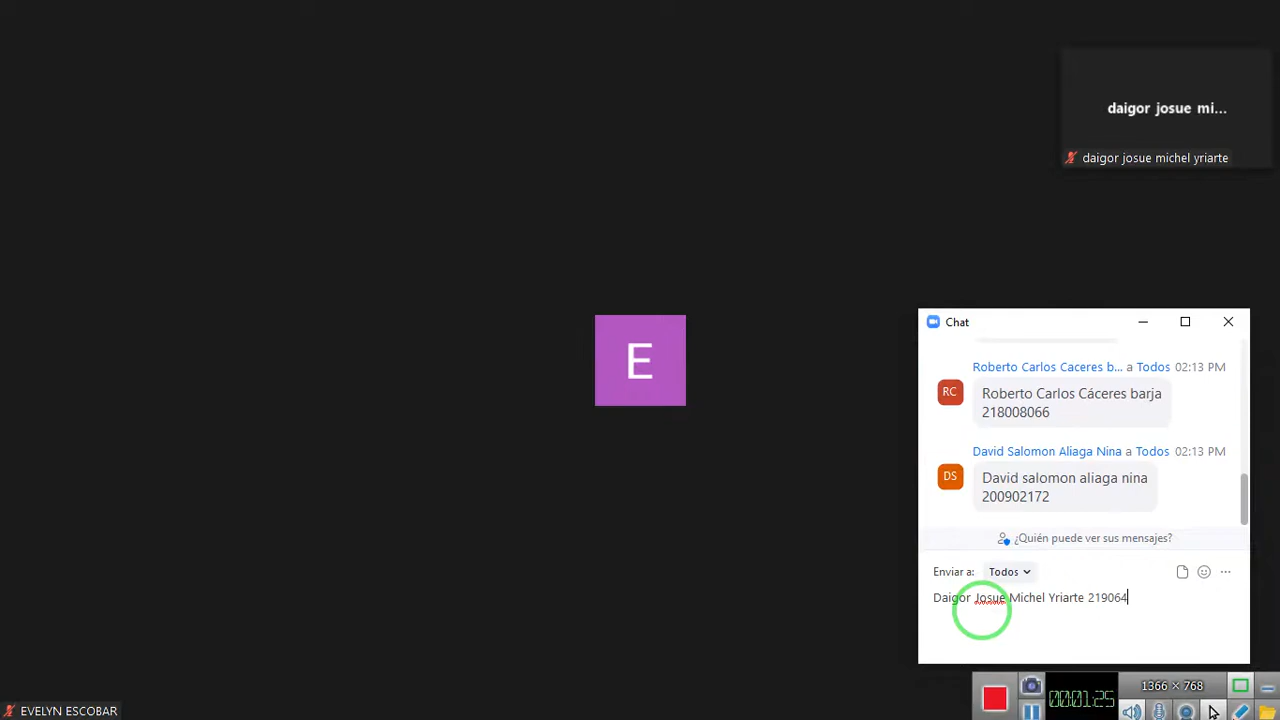 daigor josue mi...
daigor josue michel yriarte
E
Chat
Roberto Carlos Caceres b... a Todos 02:13 PM
RC
Roberto Carlos Cáceres barja
218008066
David Salomon Aliaga Nina a Todos 02:13 PM
DS
David salomon aliaga nina
200902172
¿Quién puede ver sus mensajes?
Enviar a: Todos
Daigor Josue Michel Yriarte 219064
1366 × 768
00:01:25
EVELYN ESCOBAR